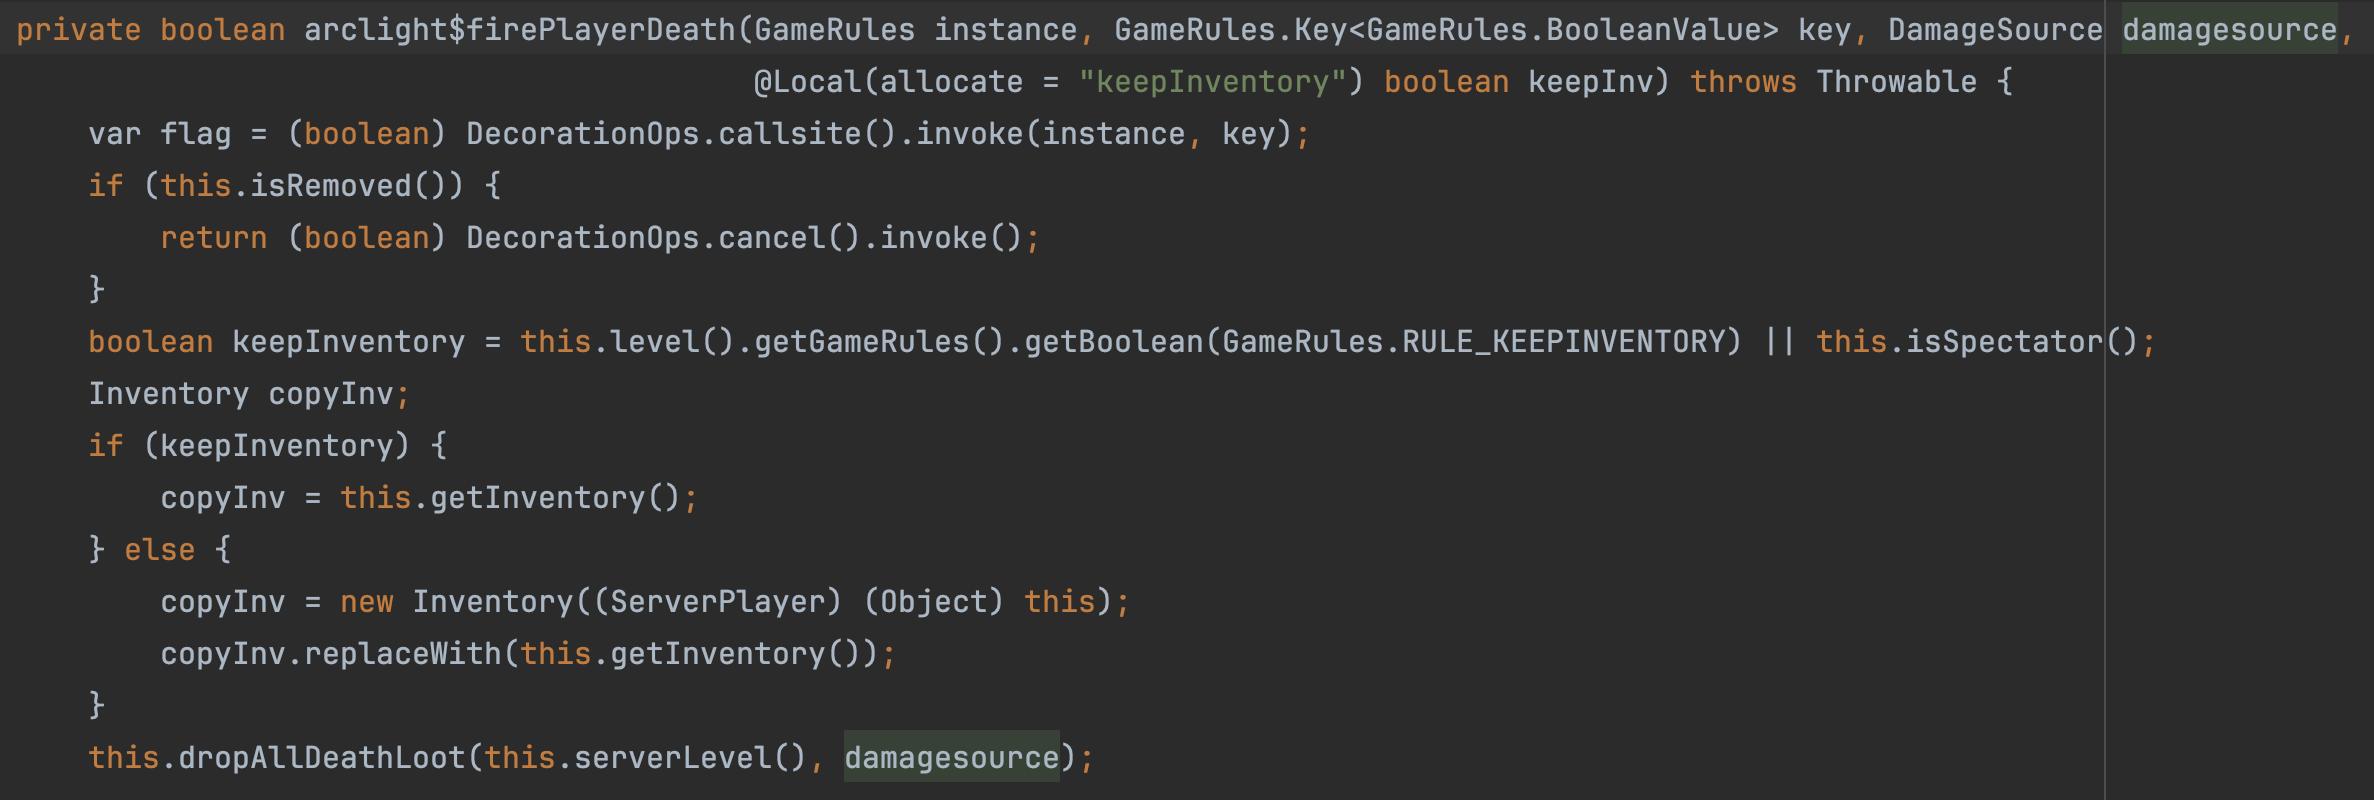 private boolean arclight$firePlayerDeath(GameRules instance, GameRules.Key<GameRules.BooleanValue> key, DamageSource damagesource,
@Local(allocate = "keepInventory") boolean keepInv) throws Throwable {
var flag = (boolean) DecorationOps.callsite().invoke(instance, key);
if (this.isRemoved()) {
return (boolean) DecorationOps.cancel().invoke();
}
boolean keepInventory = this.level().getGameRules().getBoolean(GameRules.RULE_KEEPINVENTORY) || this.isSpectator();
Inventory copyInv;
if (keepInventory) {
copyInv = this.getInventory();
} else {
copyInv = new Inventory((ServerPlayer) (Object) this);
copyInv.replaceWith(this.getInventory());
}
this.dropAllDeathLoot(this.serverLevel(), damagesource);